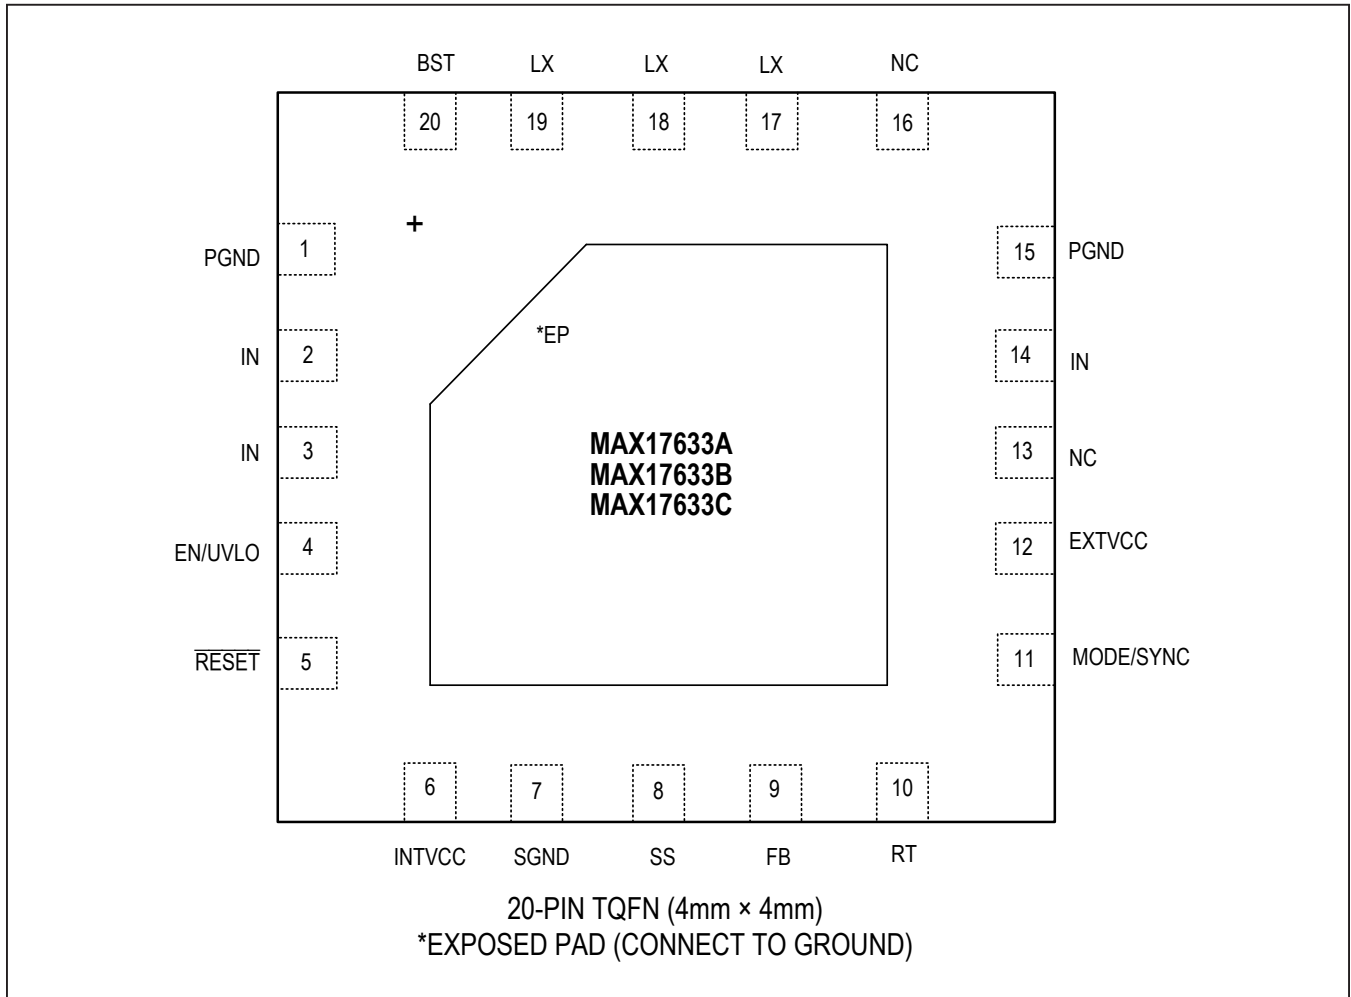 BST LX LX LX NC
20 19 18 17 16
+
PGND 1 15 PGND
*EP
IN 2 14 IN
MAX17633A
IN 3 13 NC
MAX17633B
MAX17633C
EN/UVLO 4 12 EXTVCC
R̅E̅S̅E̅T̅ 5 11 MODE/SYNC
6 7 8 9 10
INTVCC SGND SS FB RT
20-PIN TQFN (4mm × 4mm)
*EXPOSED PAD (CONNECT TO GROUND)